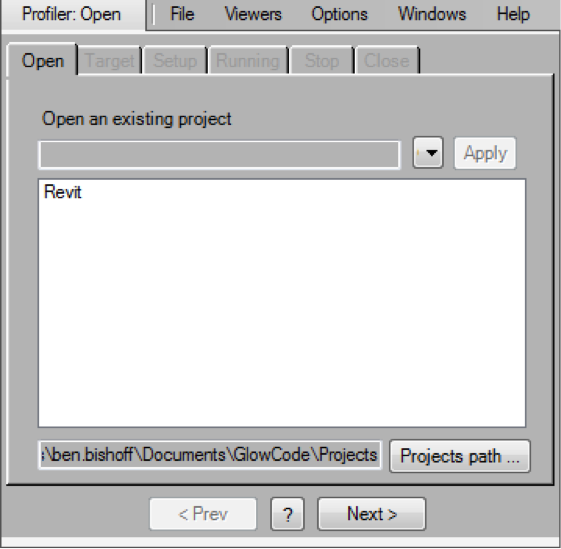 Profiler: Open File Viewers Options Windows Help
Open Target Setup Running Stop Close
Open an existing project
Apply
Revit
\ben.bishoff\Documents\GlowCode\Projects Projects path ...
< Prev ? Next >